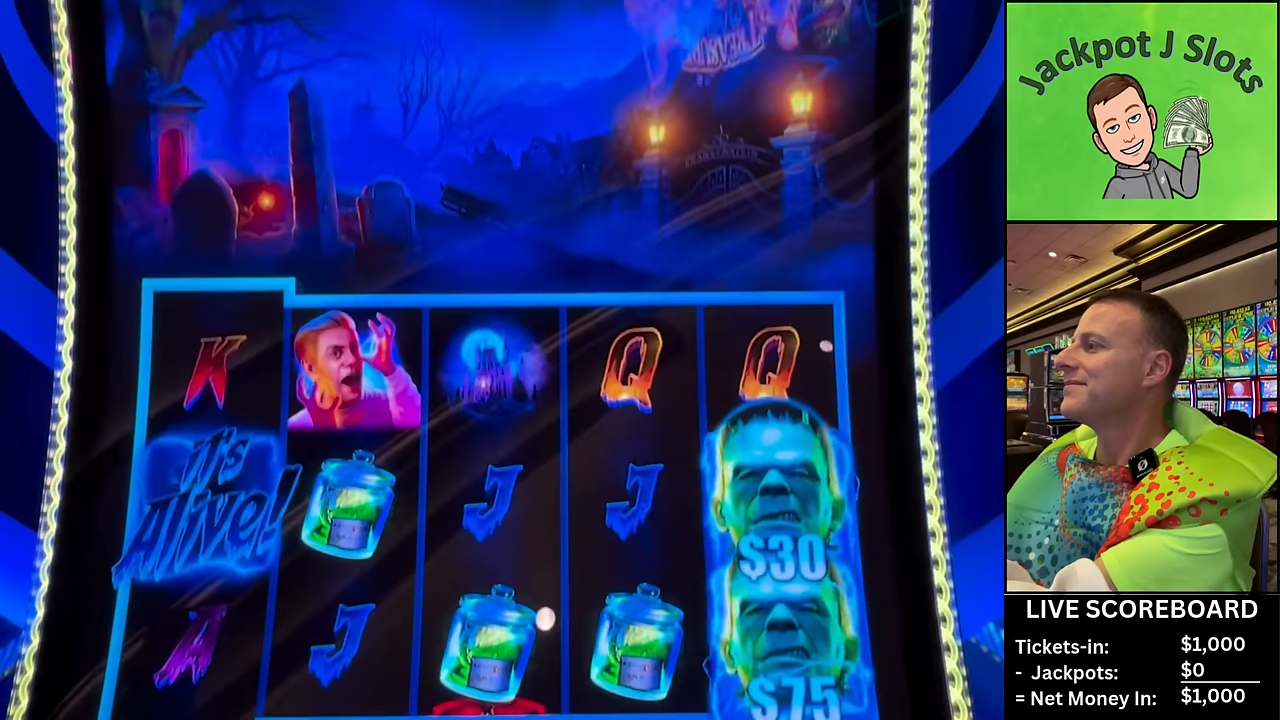 TREASURE
Jackpot J Slots
K
Q
Q
it's
Alive!
J
J
$30
A
J
$75
LIVE SCOREBOARD
Tickets-in: $1,000
- Jackpots: $0
= Net Money In: $1,000